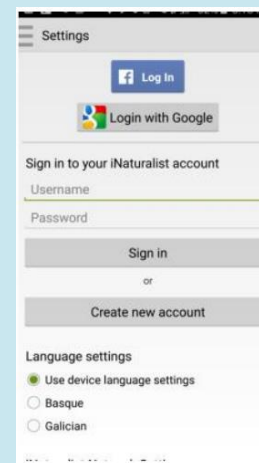 Settings
Log In
Login with Google
Sign in to your iNaturalist account
Username
Password
Sign in
or
Create new account
Language settings
Use device language settings
Basque
Galician